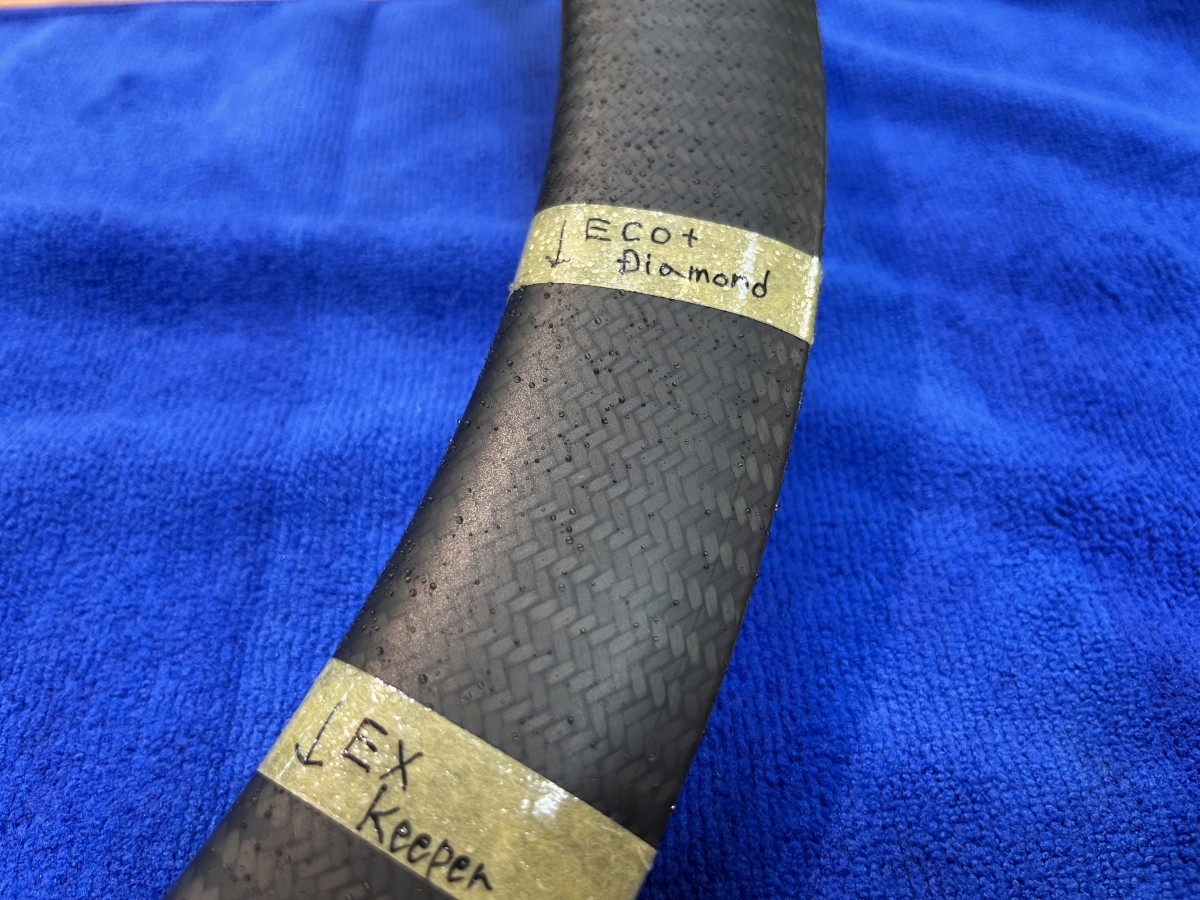 ↓ ECO+
Diamond
↓ EX
Keeper